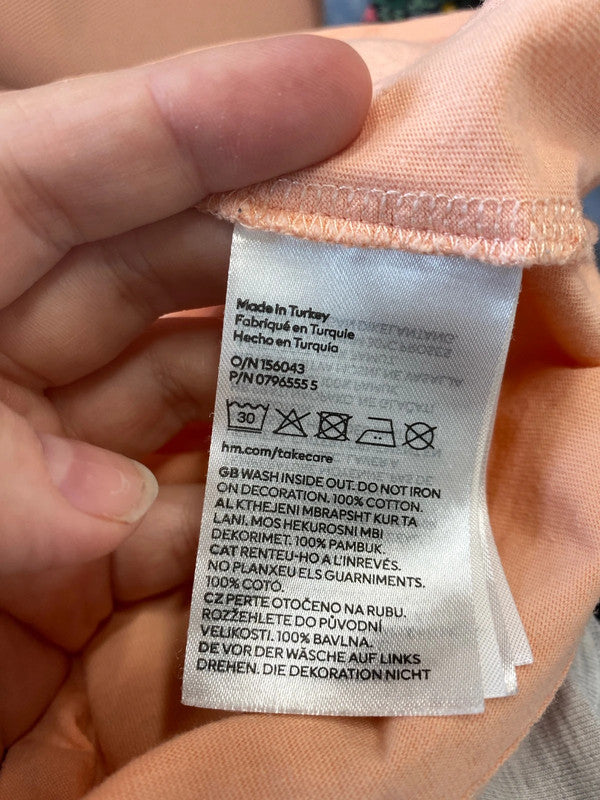 Made in Turkey
Fabriqué en Turquie
Hecho en Turquía
O/N 156043
P/N 0796555 5
30
hm.com/takecare
GB WASH INSIDE OUT. DO NOT IRON
ON DECORATION. 100% COTTON.
AL KTHEJENI MBRAPSHT KUR TA
LANI. MOS HEKUROSNI MBI
DEKORIMET. 100% PAMBUK.
CAT RENTEU-HO A L'INREVÉS.
NO PLANXEU ELS GUARNIMENTS.
100% COTÓ.
CZ PERTE OTOČENO NA RUBU.
ROZŽEHLETE DO PŮVODNÍ
VELIKOSTI. 100% BAVLNA.
DE VOR DER WÄSCHE AUF LINKS
DREHEN. DIE DEKORATION NICHT